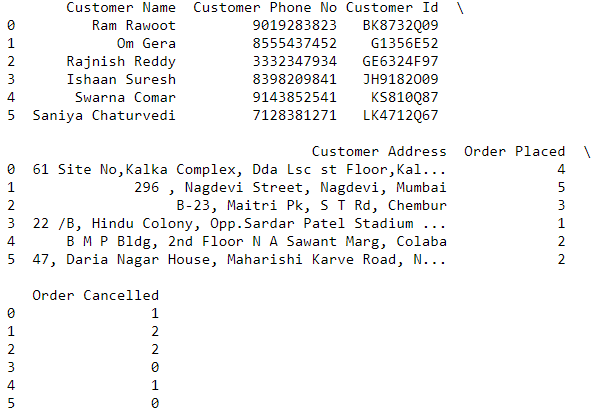 Customer Name  Customer Phone No Customer Id  \
0           Ram Rawoot         9019283823   BK8732Q09
1              Om Gera         8555437452    G1356E52
2        Rajnish Reddy         3332347934   GE6324F97
3        Ishaan Suresh         8398209841   JH9182O09
4         Swarna Comar         9143852541    KS810Q87
5    Saniya Chaturvedi         7128381271   LK4712Q67
Customer Address  Order Placed  \
0  61 Site No,Kalka Complex, Dda Lsc st Floor,Kal...             4
1              296 , Nagdevi Street, Nagdevi, Mumbai             5
2                   B-23, Maitri Pk, S T Rd, Chembur             3
3  22 /B, Hindu Colony, Opp.Sardar Patel Stadium ...             1
4      B M P Bldg, 2nd Floor N A Sawant Marg, Colaba             2
5  47, Daria Nagar House, Maharishi Karve Road, N...             2
Order Cancelled
0                1
1                2
2                2
3                0
4                1
5                0